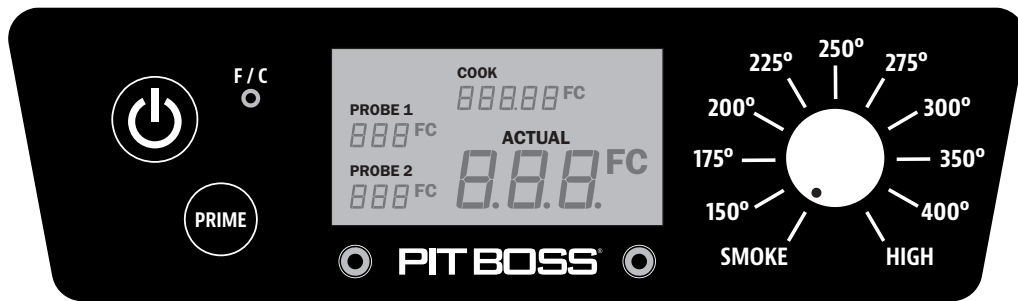 F / C
PRIME
COOK
888.88 FC
PROBE 1
888 FC
ACTUAL
8.8.8. FC
PROBE 2
888 FC
PIT BOSS®
SMOKE
150º
175º
200º
225º
250º
275º
300º
350º
400º
HIGH